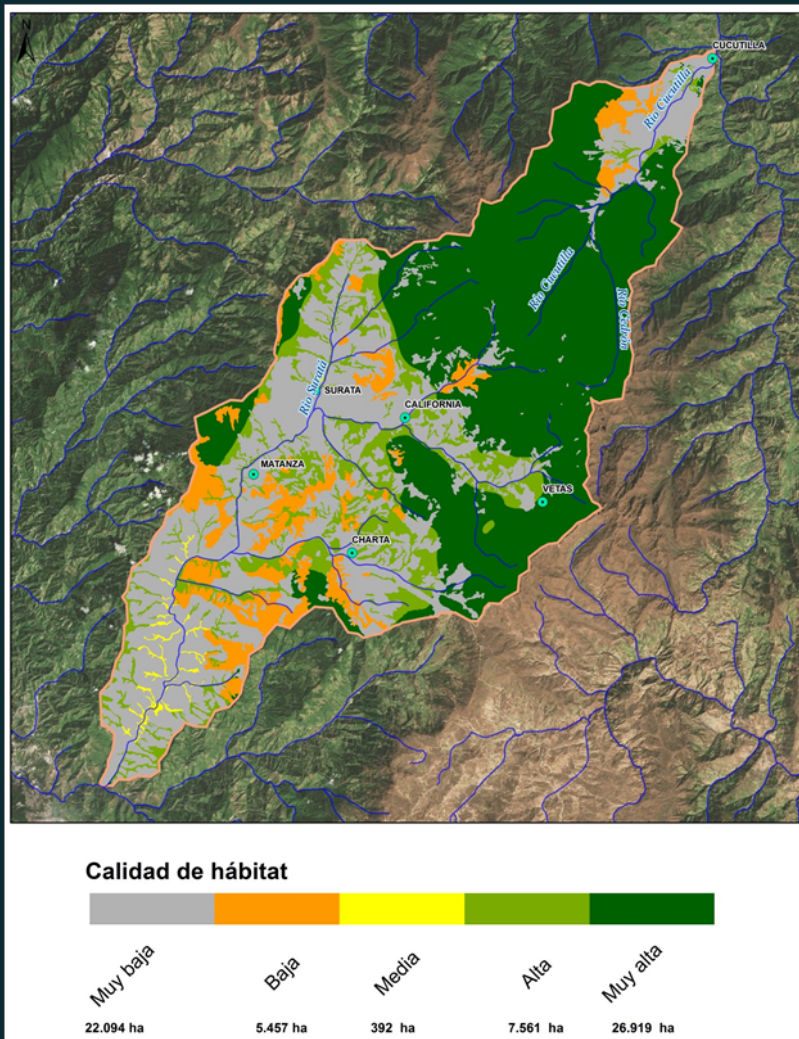 N
CUCUTILLA
Río Cucutilla
Río Cucutilla
Río Cedrón
Río Suratá
SURATA
CALIFORNIA
MATANZA
VETAS
CHARTA
Calidad de hábitat
Muy baja Baja Media Alta Muy alta
22.094 ha 5.457 ha 392 ha 7.561 ha 26.919 ha